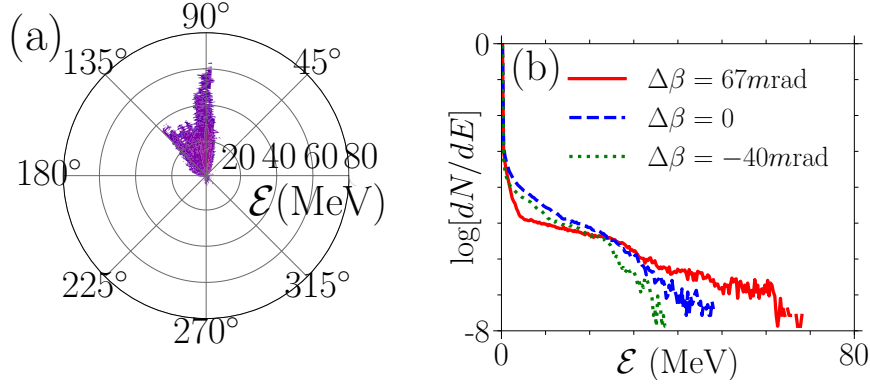 (a)
90°
135°
45°
180°
20 40 60 80
ℰ(MeV)
225°
315°
270°
(b)
0
log[dN/dE]
-8
Δβ = 67mrad
Δβ = 0
Δβ = −40mrad
0
80
ℰ (MeV)